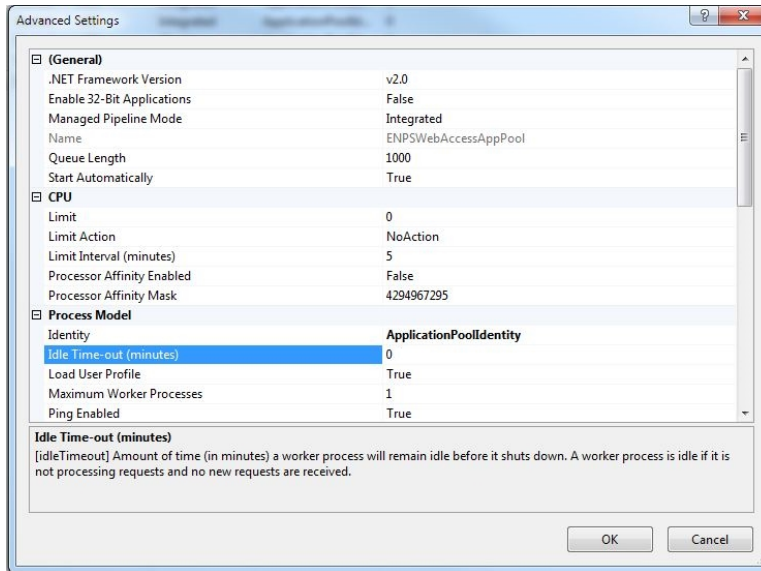 Advanced Settings
(General)
.NET Framework Version v2.0
Enable 32-Bit Applications False
Managed Pipeline Mode Integrated
Name ENPSWebAccessAppPool
Queue Length 1000
Start Automatically True
CPU
Limit 0
Limit Action NoAction
Limit Interval (minutes) 5
Processor Affinity Enabled False
Processor Affinity Mask 4294967295
Process Model
Identity ApplicationPoolIdentity
Idle Time-out (minutes) 0
Load User Profile True
Maximum Worker Processes 1
Ping Enabled True
Idle Time-out (minutes)
[idleTimeout] Amount of time (in minutes) a worker process will remain idle before it shuts down. A worker process is idle if it is
not processing requests and no new requests are received.
OK Cancel